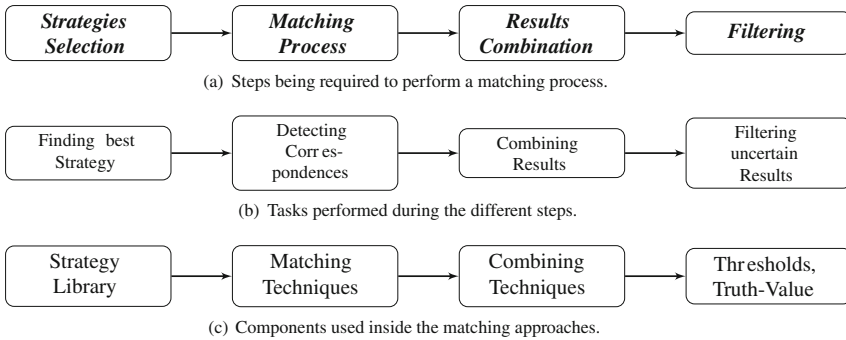 Strategies
Selection
Matching
Process
Results
Combination
Filtering
(a) Steps being required to perform a matching process.
Finding best
Strategy
Detecting
Corr es-
pondences
Combining
Results
Filtering
uncertain
Results
(b) Tasks performed during the different steps.
Strategy
Library
Matching
Techniques
Combining
Techniques
Thr esholds,
Truth-Value
(c) Components used inside the matching approaches.